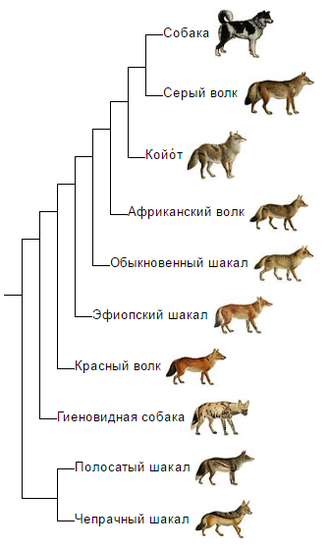 Собака
Серый волк
Койо́т
Африканский волк
Обыкновенный шакал
Эфиопский шакал
Красный волк
Гиеновидная собака
Полосатый шакал
Чепрачный шакал